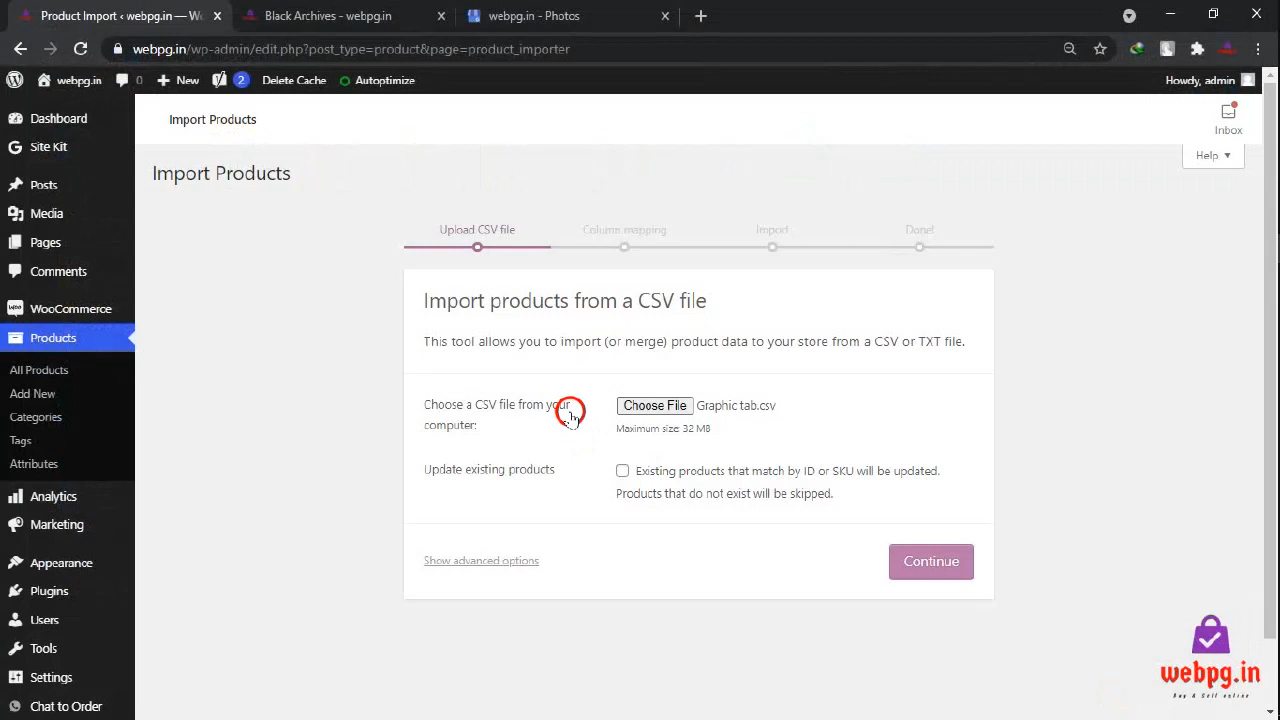 Product Import ‹ webpg.in — Wo
Black Archives - webpg.in
webpg.in - Photos
webpg.in/wp-admin/edit.php?post_type=product&page=product_importer
webpg.in
0
New
2
Delete Cache
Autoptimize
Howdy, admin
Dashboard
Site Kit
Posts
Media
Pages
Comments
WooCommerce
Products
All Products
Add New
Categories
Tags
Attributes
Analytics
Marketing
Appearance
Plugins
Users
Tools
Settings
Chat to Order
Import Products
Inbox
Help
Import Products
Upload CSV file
Column mapping
Import
Done!
Import products from a CSV file
This tool allows you to import (or merge) product data to your store from a CSV or TXT file.
Choose a CSV file from your
computer:
Choose File Graphic tab.csv
Maximum size: 32 MB
Update existing products
Existing products that match by ID or SKU will be updated.
Products that do not exist will be skipped.
Show advanced options
Continue
webpg.in
Buy & Sell online